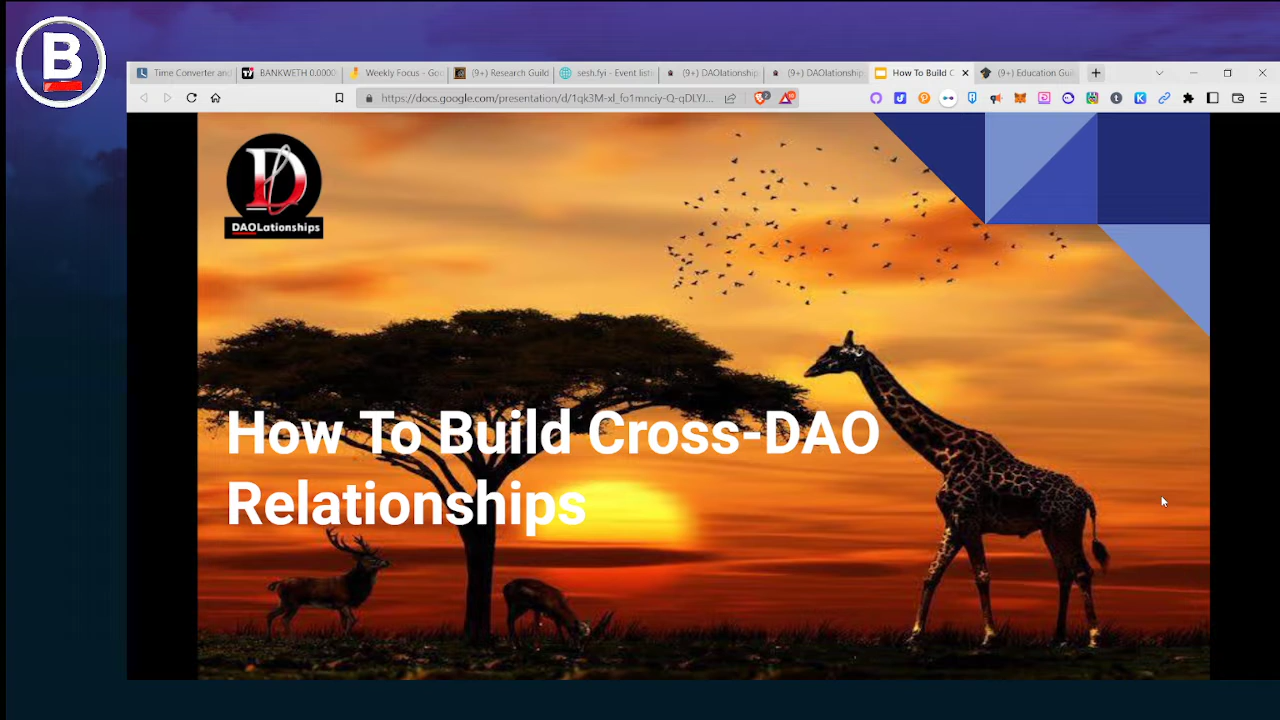 B
Time Converter and
BANKWETH 0.0000
Weekly Focus - Goo
(9+) Research Guild
sesh.fyi - Event listi
(9+) DAOlationship
(9+) DAOlationship
How To Build C
(9+) Education Gui
https://docs.google.com/presentation/d/1qk3M-xl_fo1mnciy-Q-qDLYJ...
D
DAOLationships
How To Build Cross-DAO
Relationships